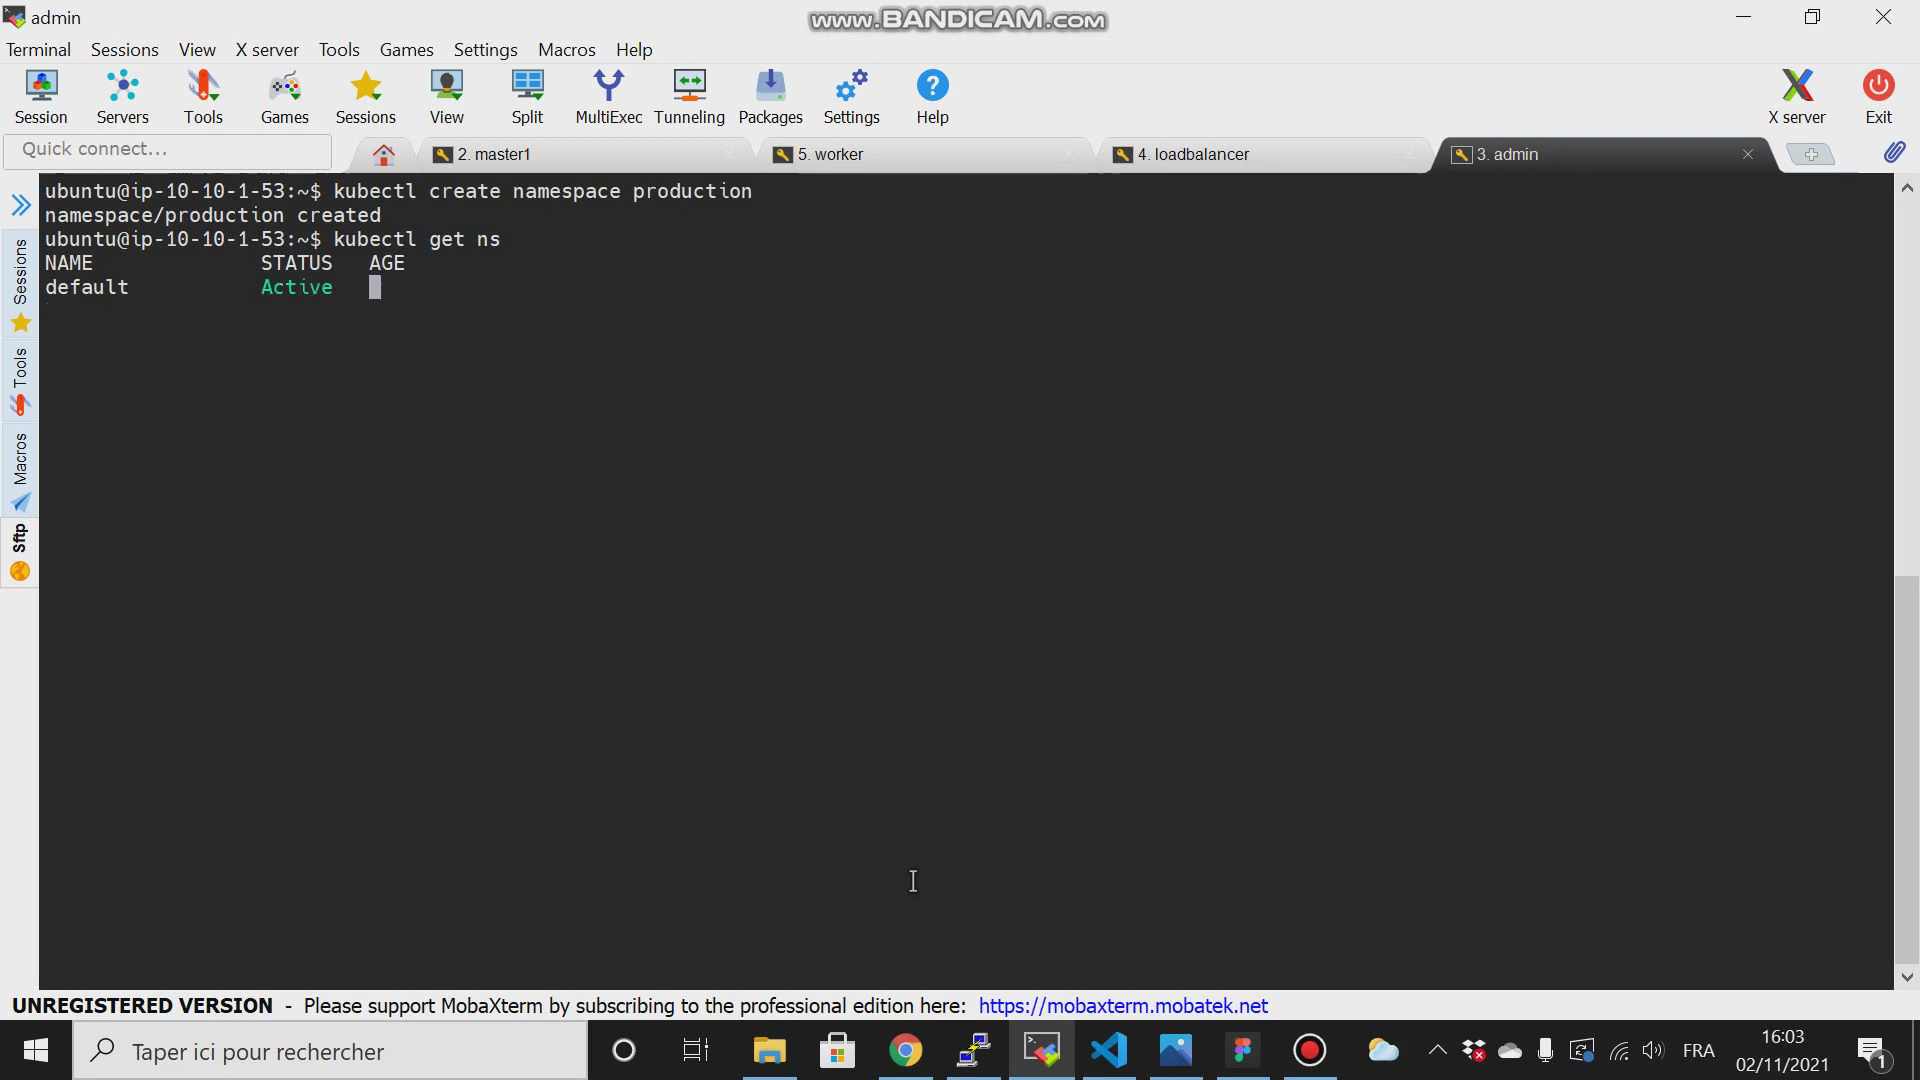 admin
www.BANDICAM.com
Terminal Sessions View X server Tools Games Settings Macros Help
Session Servers Tools Games Sessions View Split MultiExec Tunneling Packages Settings Help X server Exit
Quick connect...
2. master1 5. worker 4. loadbalancer 3. admin
ubuntu@ip-10-10-1-53:~$ kubectl create namespace production
namespace/production created
ubuntu@ip-10-10-1-53:~$ kubectl get ns
NAME STATUS AGE
default Active
Sessions
Tools
Macros
Sftp
UNREGISTERED VERSION - Please support MobaXterm by subscribing to the professional edition here: https://mobaxterm.mobatek.net
Taper ici pour rechercher
FRA
16:03
02/11/2021
1